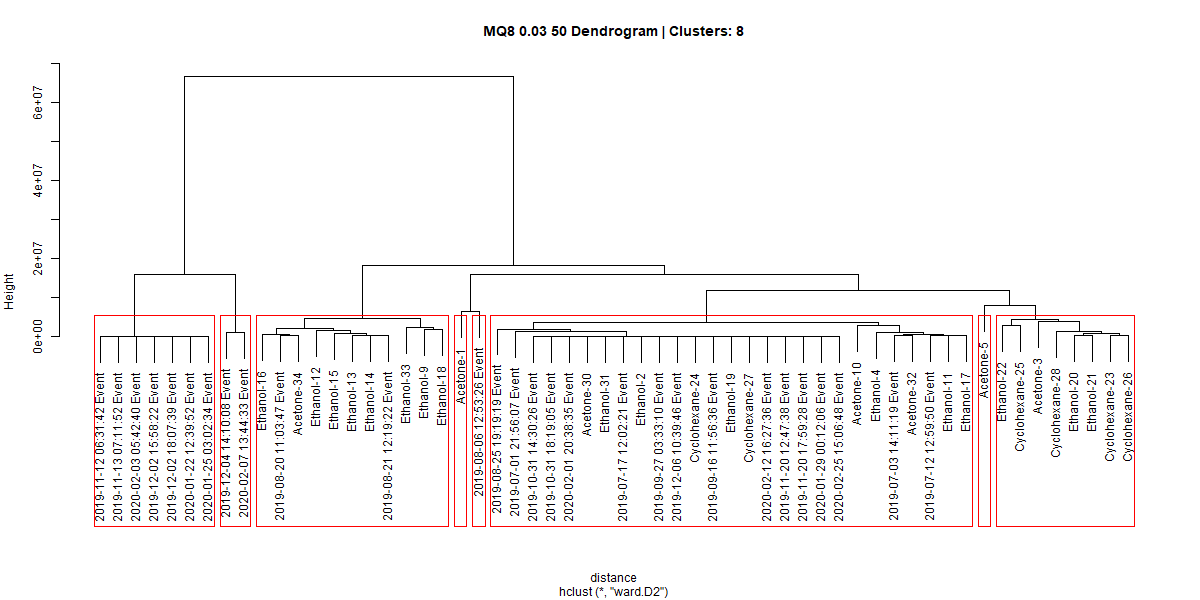 MQ8 0.03 50 Dendrogram | Clusters: 8
Height
6e+07
4e+07
2e+07
0e+00
2019-11-12 06:31:42 Event
2019-11-13 07:11:52 Event
2020-02-03 05:42:40 Event
2019-12-02 15:58:22 Event
2019-12-02 18:07:39 Event
2020-01-22 12:39:52 Event
2020-01-25 03:02:34 Event
2019-12-04 14:10:08 Event
2020-02-07 13:44:33 Event
Ethanol-16
2019-08-20 11:03:47 Event
Acetone-34
Ethanol-12
Ethanol-15
Ethanol-13
Ethanol-14
2019-08-21 12:19:22 Event
Ethanol-33
Ethanol-9
Ethanol-18
Acetone-1
2019-08-06 12:53:26 Event
2019-08-25 19:19:19 Event
2019-07-01 21:56:07 Event
2019-10-31 14:30:26 Event
2019-10-31 18:19:05 Event
2020-02-01 20:38:35 Event
Acetone-30
Ethanol-31
2019-07-17 12:02:21 Event
Ethanol-2
2019-09-27 03:33:10 Event
2019-12-06 10:39:46 Event
Cyclohexane-24
2019-09-16 11:56:36 Event
Ethanol-19
Cyclohexane-27
2020-02-12 16:27:36 Event
2019-11-20 12:47:38 Event
2019-11-20 17:59:28 Event
2020-01-29 00:12:06 Event
2020-02-25 15:06:48 Event
Acetone-10
Ethanol-4
2019-07-03 14:11:19 Event
Acetone-32
2019-07-12 12:59:50 Event
Ethanol-11
Ethanol-17
Acetone-5
Ethanol-22
Cyclohexane-25
Acetone-3
Cyclohexane-28
Ethanol-20
Ethanol-21
Cyclohexane-23
Cyclohexane-26
distance
hclust (*, "ward.D2")